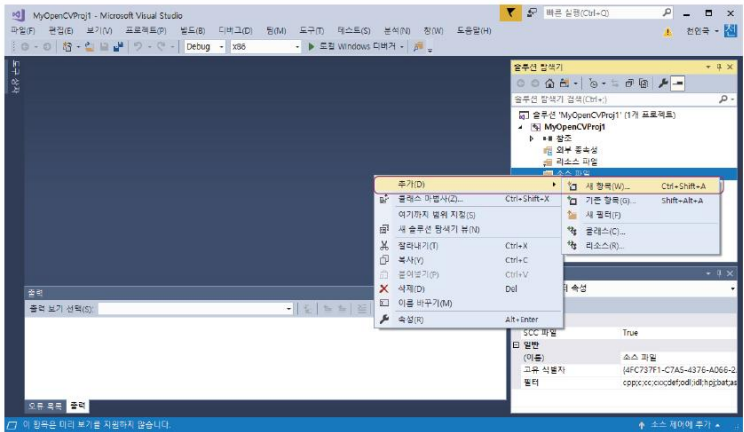 MyOpenCVProj1 - Microsoft Visual Studio
빠른 실행(Ctrl+Q)
파일(F) 편집(E) 보기(V) 프로젝트(P) 빌드(B) 디버그(D) 팀(M) 도구(T) 테스트(S) 분석(N) 창(W) 도움말(H)
천인국
Debug x86 로컬 Windows 디버거
도구 상자
솔루션 탐색기
솔루션 탐색기 검색(Ctrl+;)
솔루션 'MyOpenCVProj1' (1개 프로젝트)
MyOpenCVProj1
참조
외부 종속성
리소스 파일
소스 파일
추가(D)
클래스 마법사(Z)... Ctrl+Shift+X
여기까지 범위 지정(S)
새 솔루션 탐색기 뷰(N)
잘라내기(T) Ctrl+X
복사(Y) Ctrl+C
붙여넣기(P) Ctrl+V
삭제(D) Del
이름 바꾸기(M)
속성(R) Alt+Enter
새 항목(W)... Ctrl+Shift+A
기존 항목(G)... Shift+Alt+A
새 필터(F)
클래스(C)...
리소스(R)...
출력
출력 보기 선택(S):
속성
SCC 파일 True
일반
(이름) 소스 파일
고유 식별자 {4FC737F1-C7A5-4376-A066-2
필터 cpp;c;cc;cxx;def;odl;idl;hpj;bat;as
오류 목록 출력
이 항목은 미리 보기를 지원하지 않습니다.
소스 제어에 추가